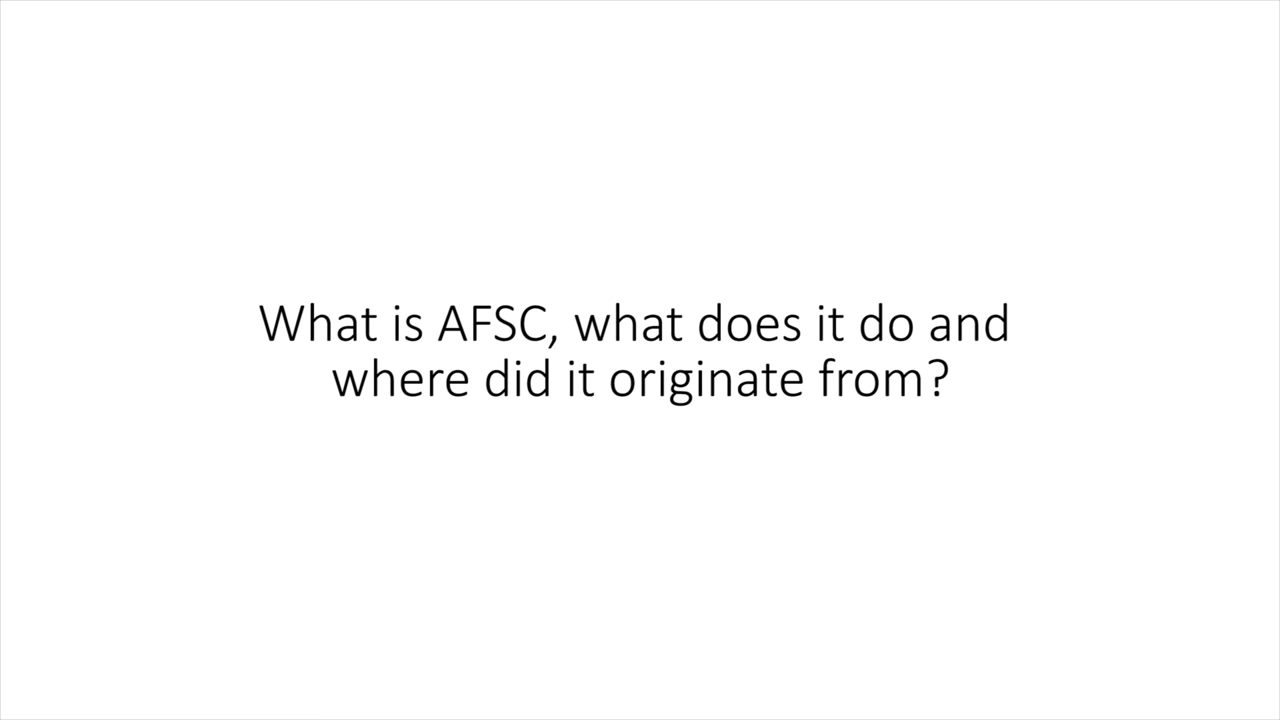 What is AFSC, what does it do and
where did it originate from?